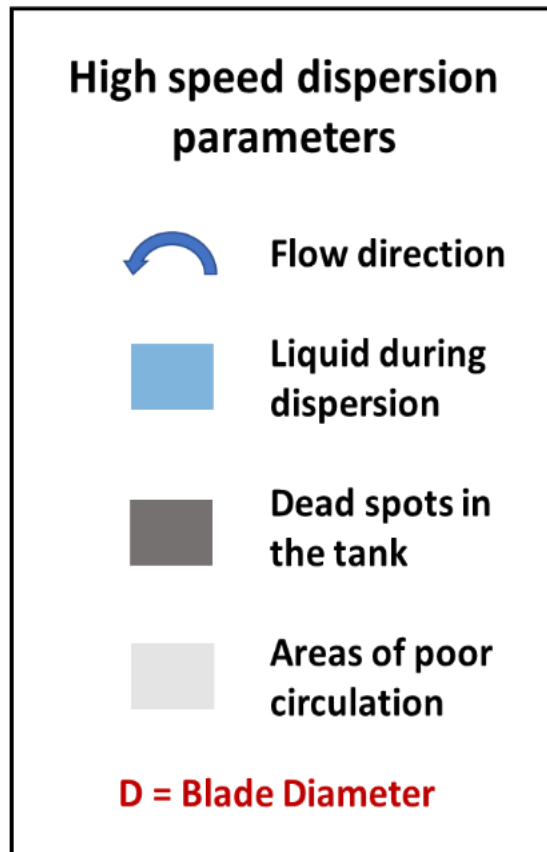 High speed dispersion
parameters
Flow direction
Liquid during
dispersion
Dead spots in
the tank
Areas of poor
circulation
D = Blade Diameter